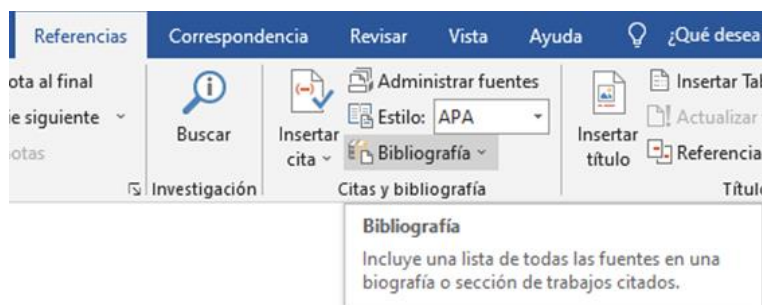 Referencias Correspondencia Revisar Vista Ayuda ¿Qué desea
ota al final
e siguiente
otas
Buscar
Investigación
Insertar
cita
Administrar fuentes
Estilo: APA
Bibliografía
Citas y bibliografía
Insertar
título
Insertar Tal
Actualizar
Referencia
Título
Bibliografía
Incluye una lista de todas las fuentes en una
biografía o sección de trabajos citados.